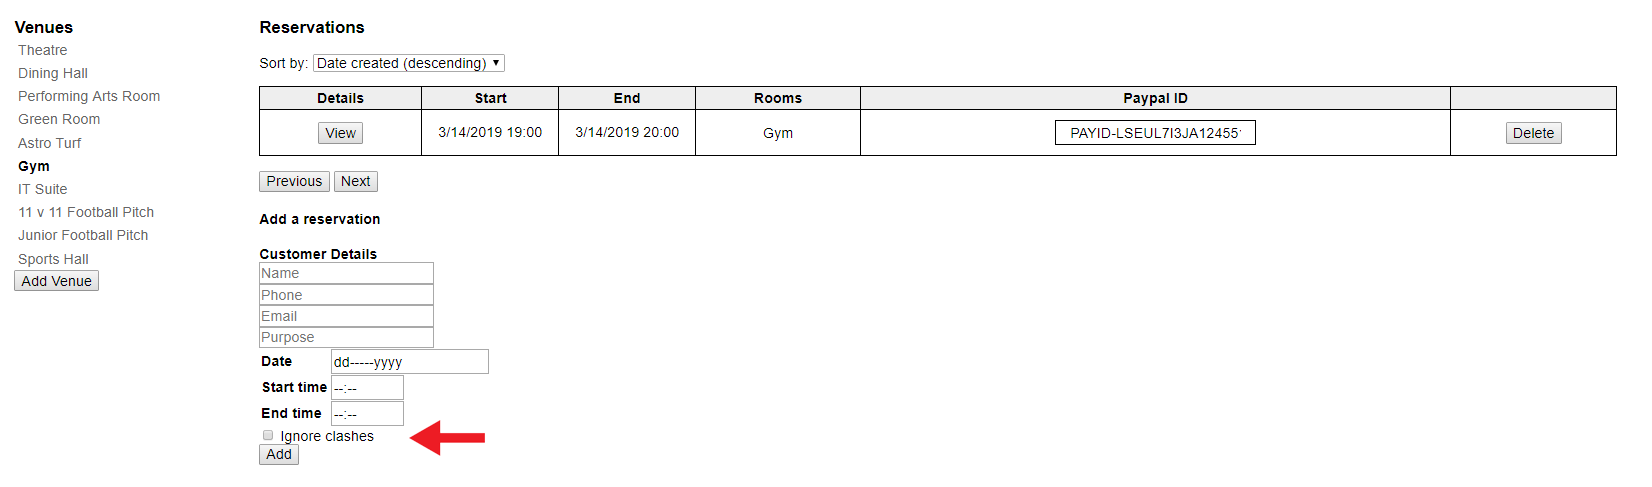 Venues
Theatre
Dining Hall
Performing Arts Room
Green Room
Astro Turf
Gym
IT Suite
11 v 11 Football Pitch
Junior Football Pitch
Sports Hall
Add Venue
Reservations
Sort by: Date created (descending)
Details Start End Rooms Paypal ID
View 3/14/2019 19:00 3/14/2019 20:00 Gym PAYID-LSEUL7I3JA12455 Delete
Previous Next
Add a reservation
Customer Details
Name
Phone
Email
Purpose
Date dd-----yyyy
Start time --:--
End time --:--
Ignore clashes
Add